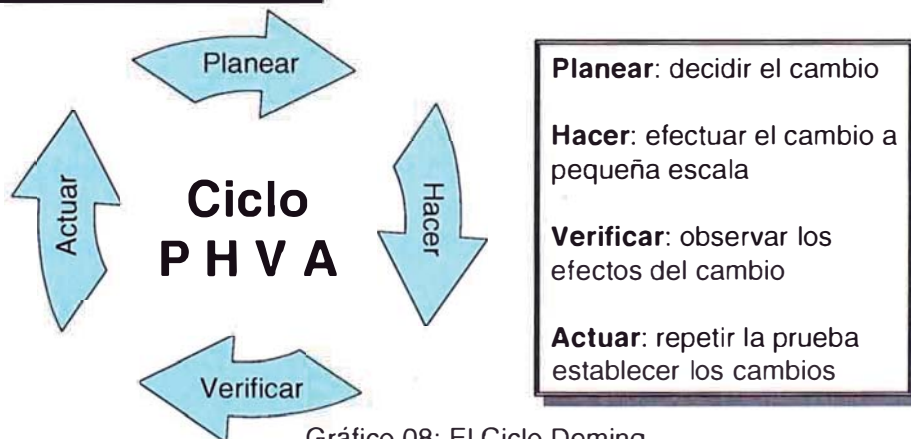 Planear
Hacer
Verificar
Actuar
Ciclo
P H V A
Planear: decidir el cambio
Hacer: efectuar el cambio a
pequeña escala
Verificar: observar los
efectos del cambio
Actuar: repetir la prueba
establecer los cambios
Gráfico 08: El Ciclo Deming